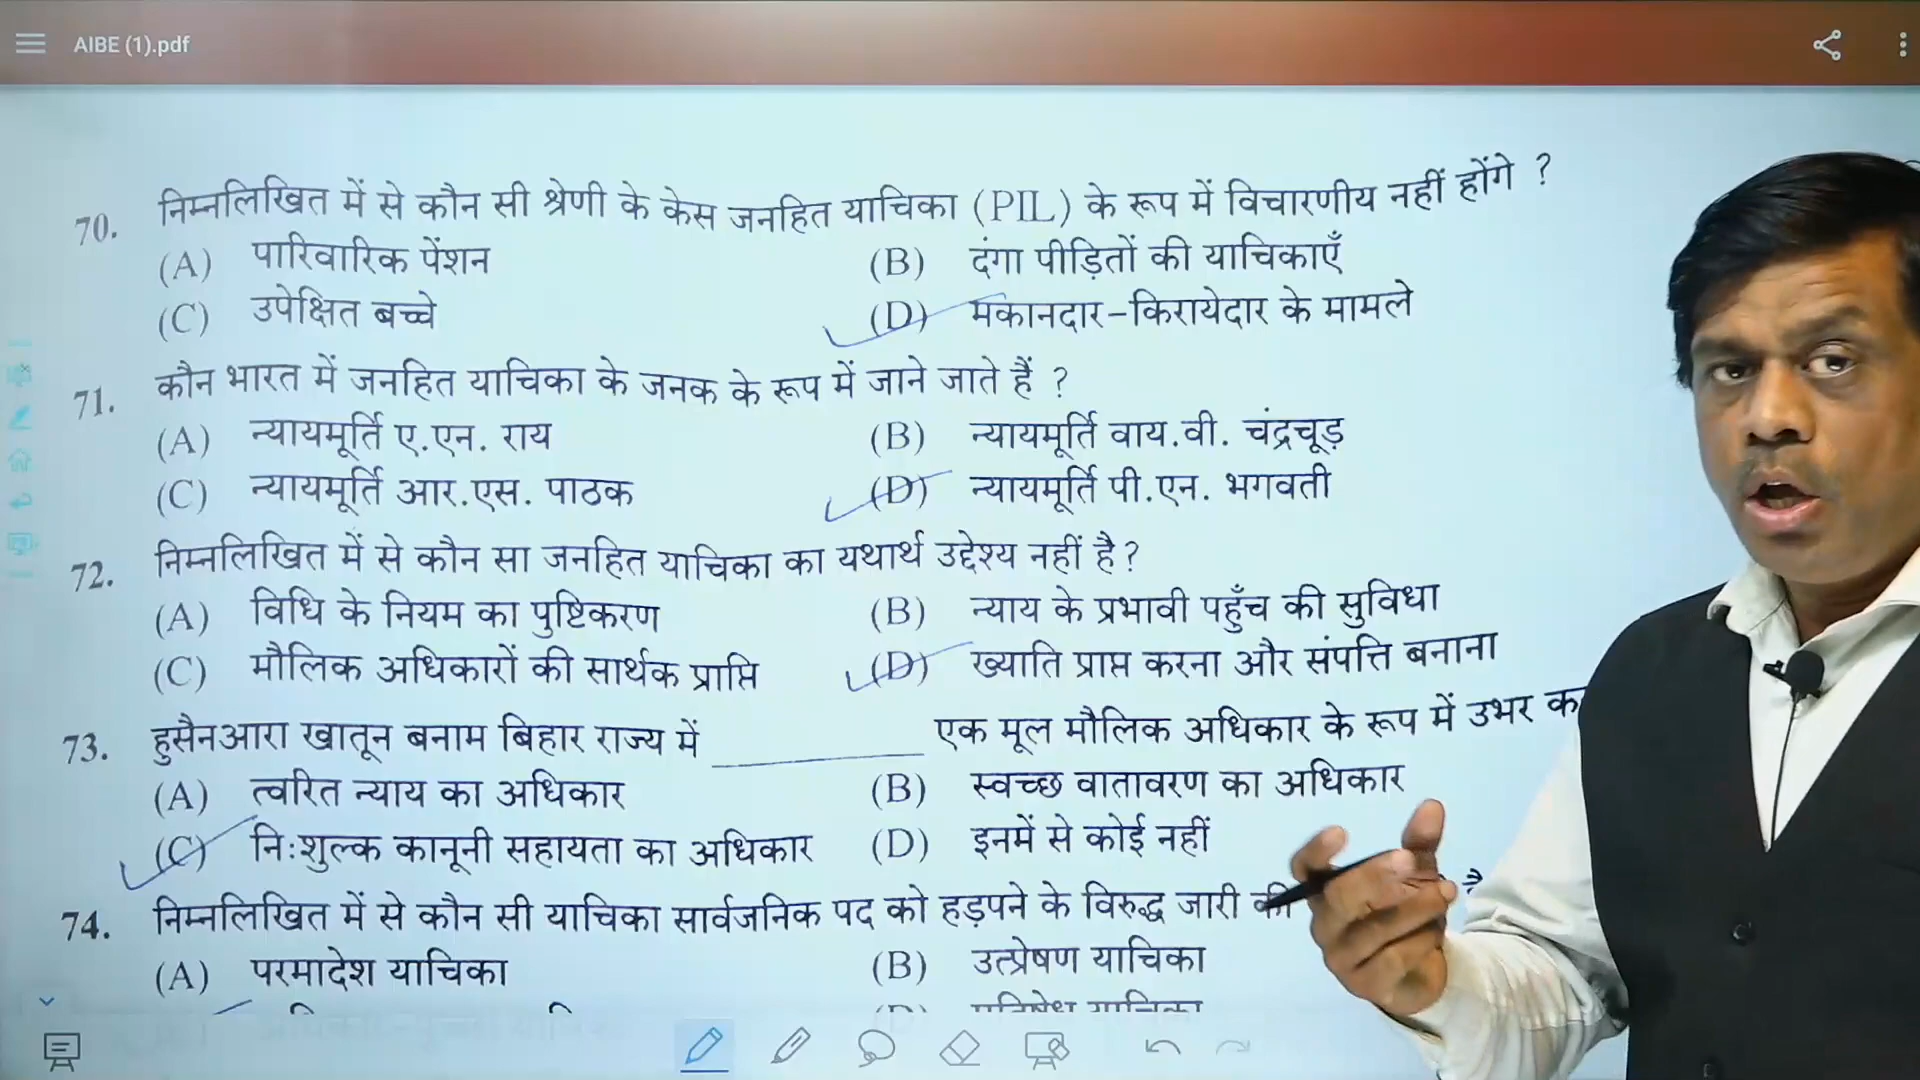 AIBE (1).pdf
70. निम्नलिखित में से कौन सी श्रेणी के केस जनहित याचिका (PIL) के रूप में विचारणीय नहीं होंगे ?
(A) पारिवारिक पेंशन (B) दंगा पीड़ितों की याचिकाएँ
(C) उपेक्षित बच्चे (D) मकानदार-किरायेदार के मामले
71. कौन भारत में जनहित याचिका के जनक के रूप में जाने जाते हैं ?
(A) न्यायमूर्ति ए.एन. राय (B) न्यायमूर्ति वाय.वी. चंद्रचूड़
(C) न्यायमूर्ति आर.एस. पाठक (D) न्यायमूर्ति पी.एन. भगवती
72. निम्नलिखित में से कौन सा जनहित याचिका का यथार्थ उद्देश्य नहीं है ?
(A) विधि के नियम का पुष्टिकरण (B) न्याय के प्रभावी पहुँच की सुविधा
(C) मौलिक अधिकारों की सार्थक प्राप्ति (D) ख्याति प्राप्त करना और संपत्ति बनाना
73. हुसैनआरा खातून बनाम बिहार राज्य में ________ एक मूल मौलिक अधिकार के रूप में उभर
(A) त्वरित न्याय का अधिकार (B) स्वच्छ वातावरण का अधिकार
(C) निःशुल्क कानूनी सहायता का अधिकार (D) इनमें से कोई नहीं
74. निम्नलिखित में से कौन सी याचिका सार्वजनिक पद को हड़पने के विरुद्ध जारी की है
(A) परमादेश याचिका (B) उत्प्रेषण याचिका